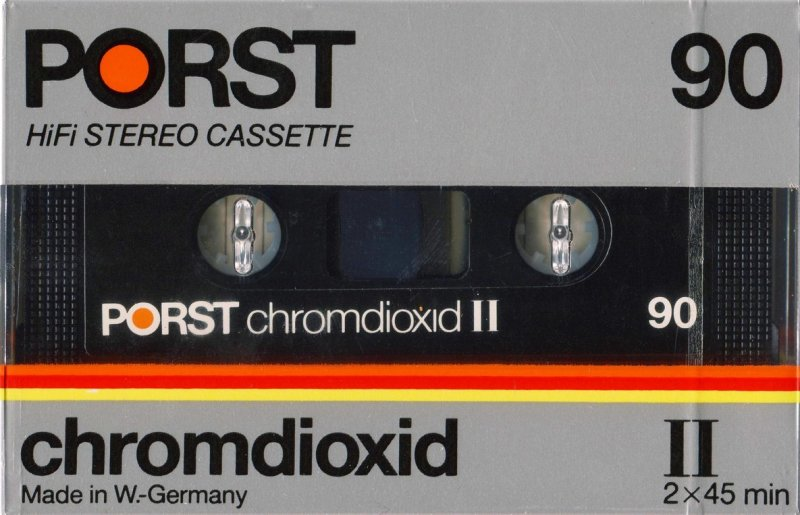 PORST 90
HiFi STEREO CASSETTE
PORST chromdioxid II 90
chromdioxid II
Made in W.-Germany 2×45 min